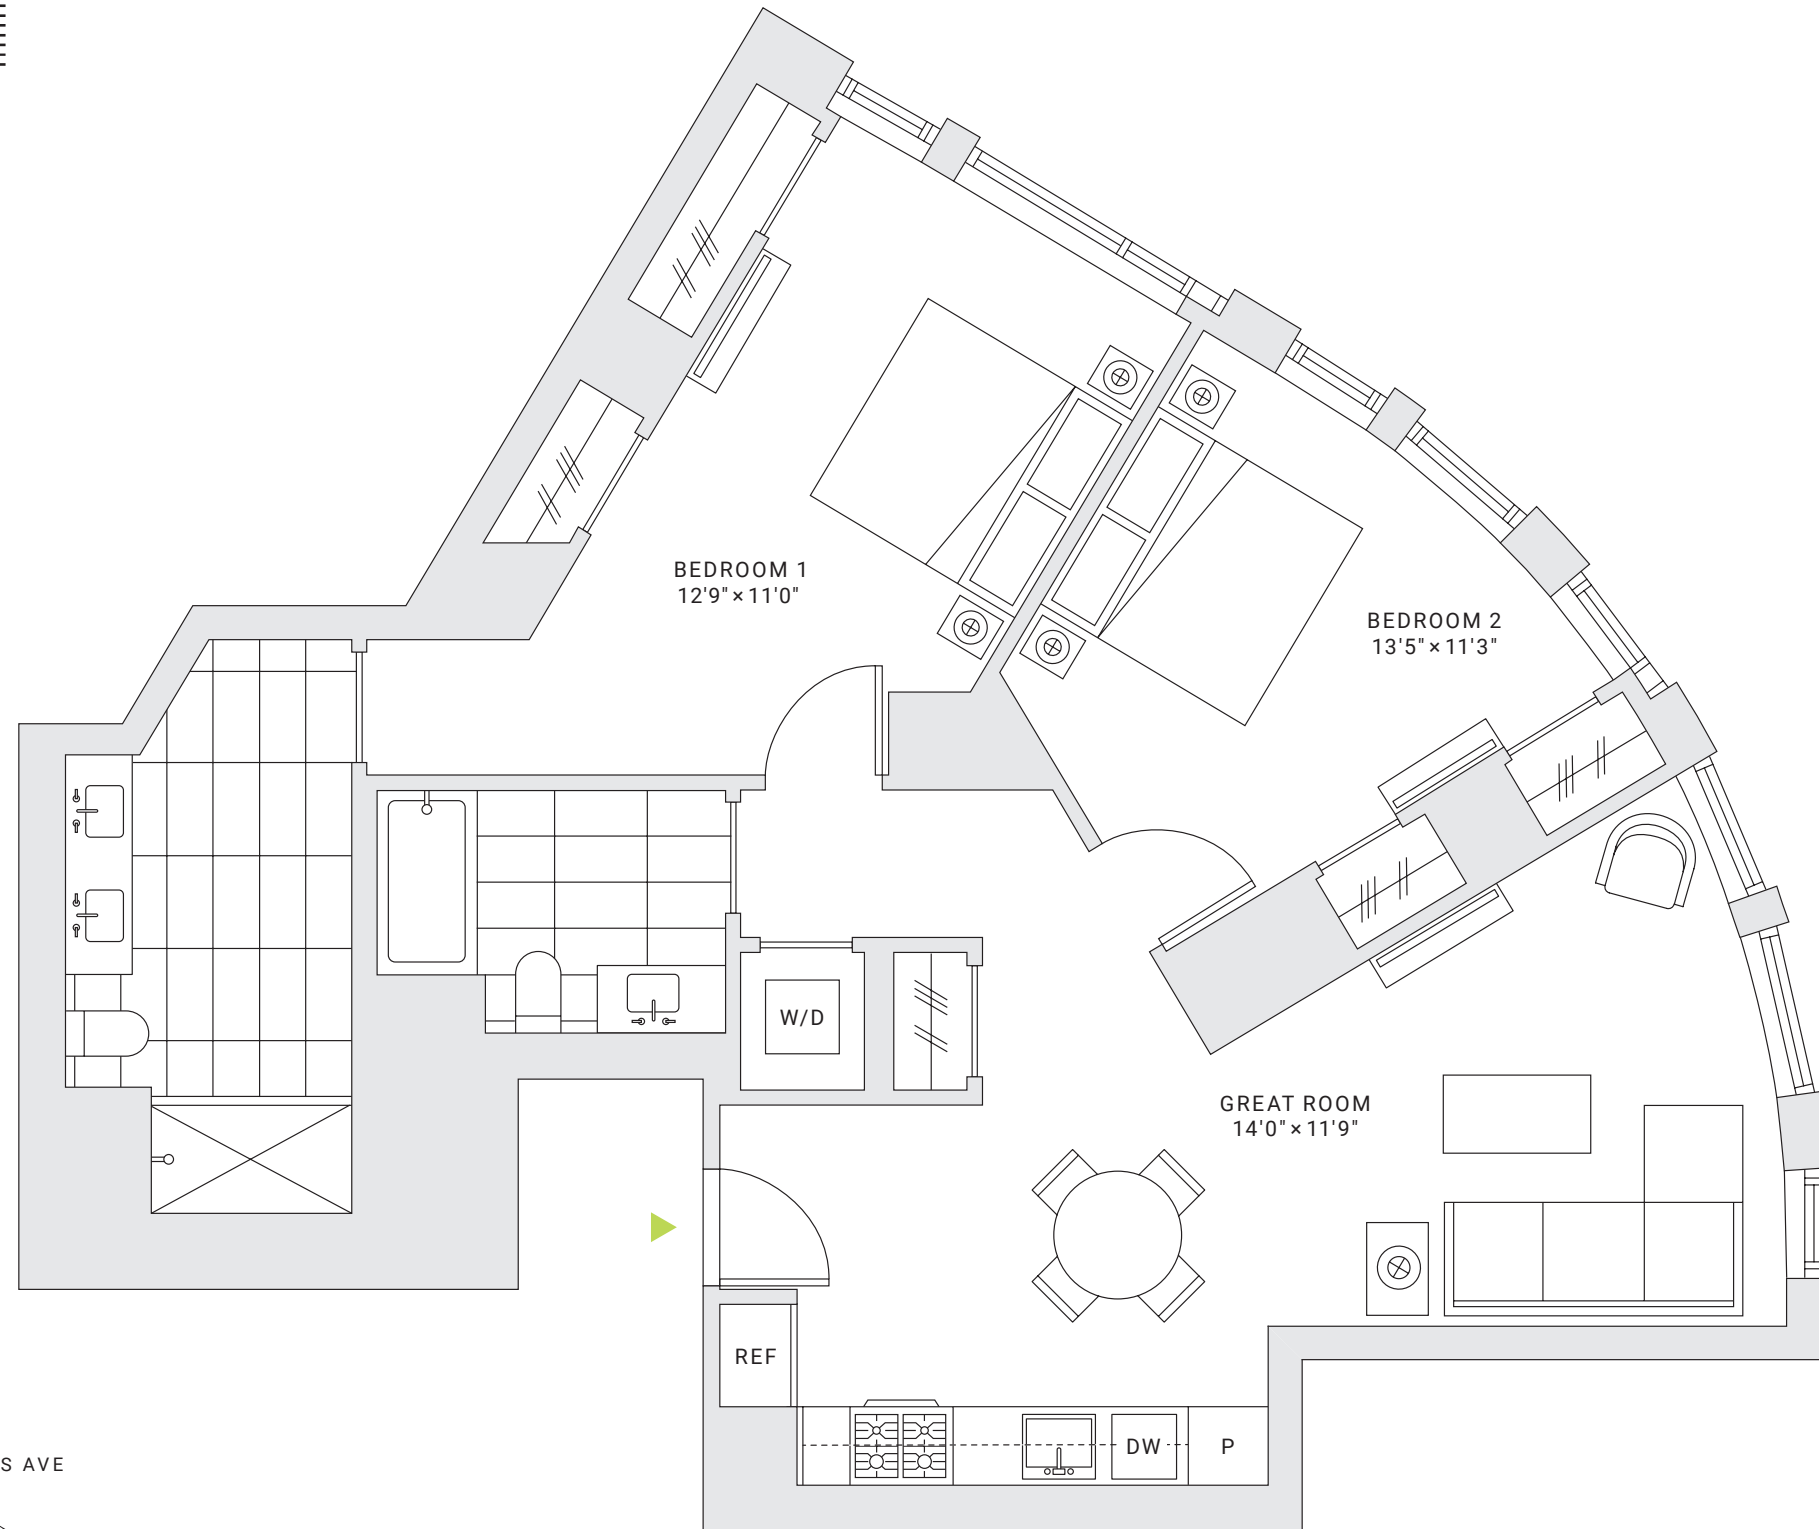 BEDROOM 1
12'9" × 11'0"
BEDROOM 2
13'5" × 11'3"
W/D
GREAT ROOM
14'0" × 11'9"
REF
DW
P
S AVE